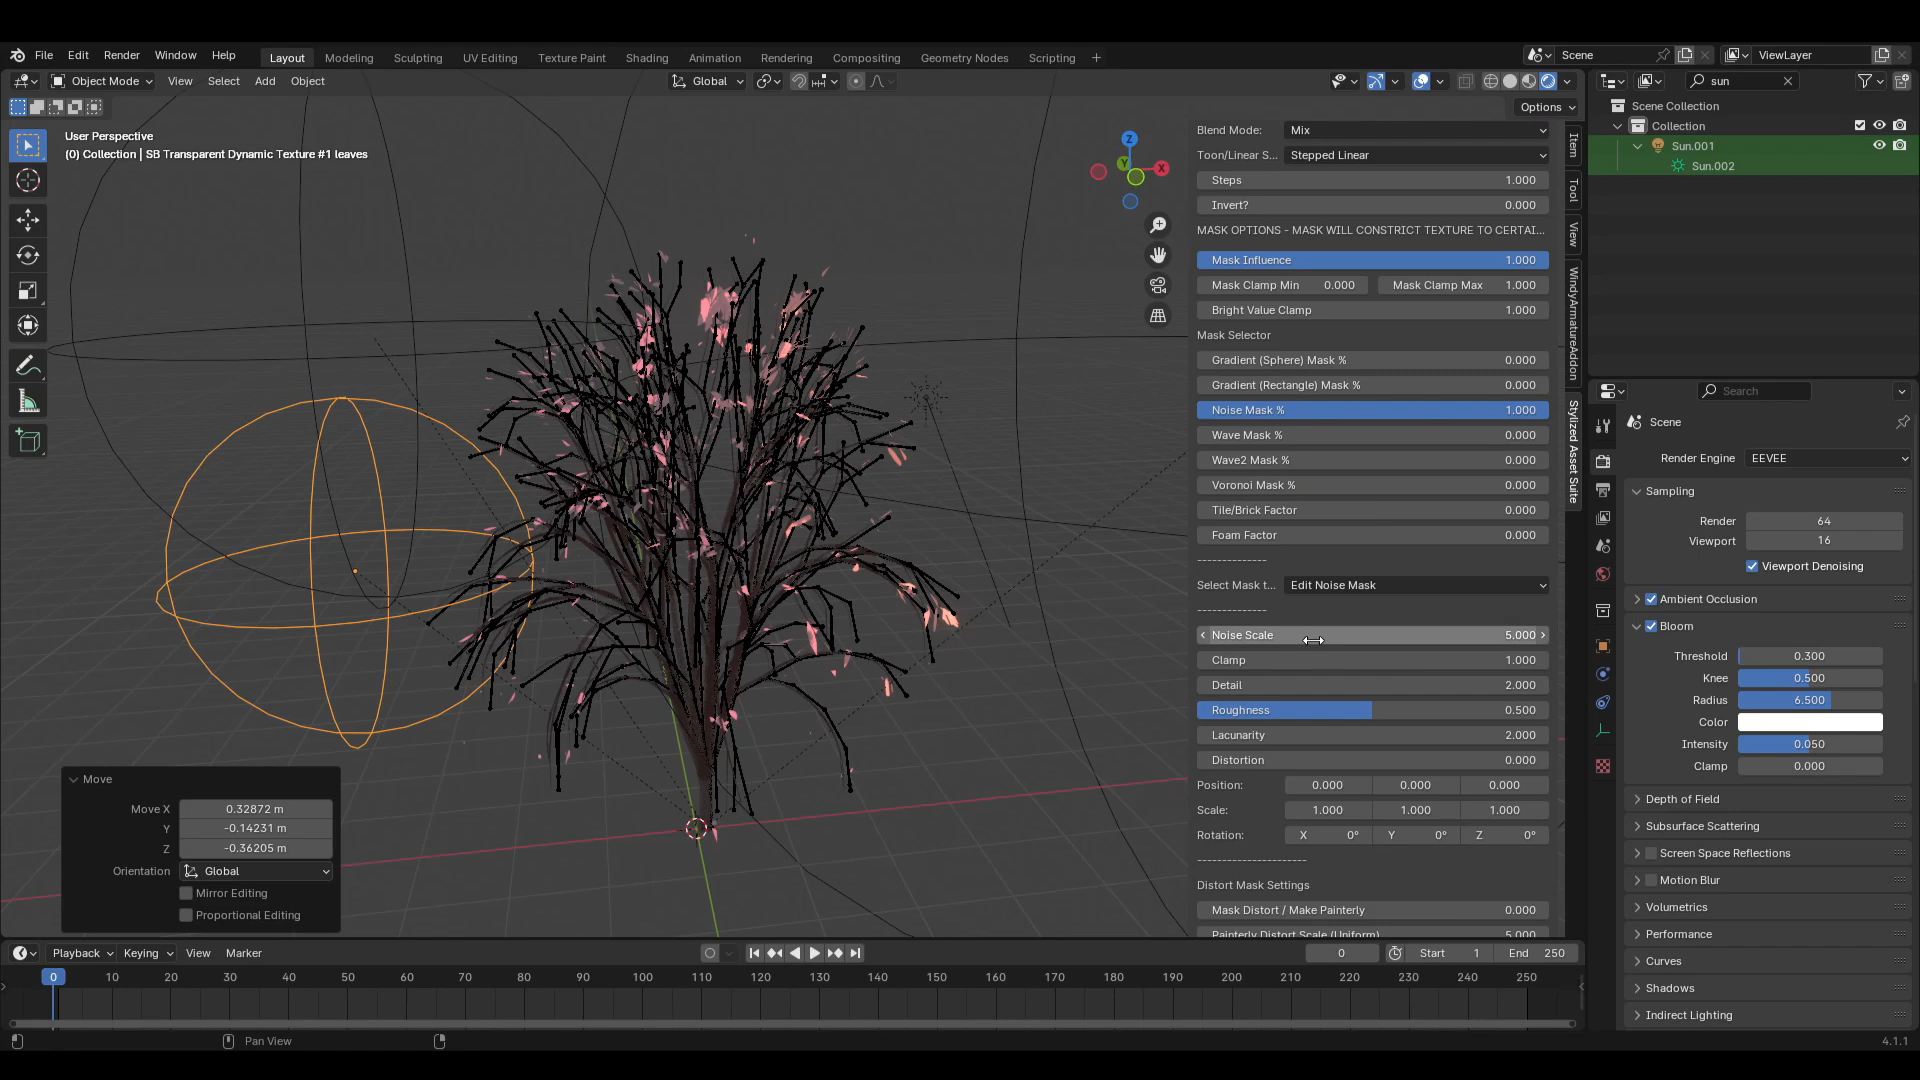 File Edit Render Window Help Layout Modeling Sculpting UV Editing Texture Paint Shading Animation Rendering Compositing Geometry Nodes Scripting + Scene ViewLayer
Object Mode View Select Add Object Global sun
Options
User Perspective
(0) Collection | SB Transparent Dynamic Texture #1 leaves
Z
Y
X
Blend Mode: Mix
Toon/Linear S... Stepped Linear
Steps 1.000
Invert? 0.000
MASK OPTIONS - MASK WILL CONSTRICT TEXTURE TO CERTAI...
Mask Influence 1.000
Mask Clamp Min 0.000 Mask Clamp Max 1.000
Bright Value Clamp 1.000
Mask Selector
Gradient (Sphere) Mask % 0.000
Gradient (Rectangle) Mask % 0.000
Noise Mask % 1.000
Wave Mask % 0.000
Wave2 Mask % 0.000
Voronoi Mask % 0.000
Tile/Brick Factor 0.000
Foam Factor 0.000
--------------
Select Mask t... Edit Noise Mask
--------------
Noise Scale 5.000
Clamp 1.000
Detail 2.000
Roughness 0.500
Lacunarity 2.000
Distortion 0.000
Position: 0.000 0.000 0.000
Scale: 1.000 1.000 1.000
Rotation: X 0° Y 0° Z 0°
----------------------
Distort Mask Settings
Mask Distort / Make Painterly 0.000
Painterly Distort Scale (Uniform) 5.000
Item
Tool
View
WindyArmatureAddon
Stylized Asset Suite
Scene Collection
Collection
Sun.001
Sun.002
Search
Scene
Render Engine EEVEE
Sampling
Render 64
Viewport 16
Viewport Denoising
Ambient Occlusion
Bloom
Threshold 0.300
Knee 0.500
Radius 6.500
Color
Intensity 0.050
Clamp 0.000
Depth of Field
Subsurface Scattering
Screen Space Reflections
Motion Blur
Volumetrics
Performance
Curves
Shadows
Indirect Lighting
Move
Move X 0.32872 m
Y -0.14231 m
Z -0.36205 m
Orientation Global
Mirror Editing
Proportional Editing
Playback Keying View Marker 0 Start 1 End 250
0 10 20 30 40 50 60 70 80 90 100 110 120 130 140 150 160 170 180 190 200 210 220 230 240 250
Pan View 4.1.1